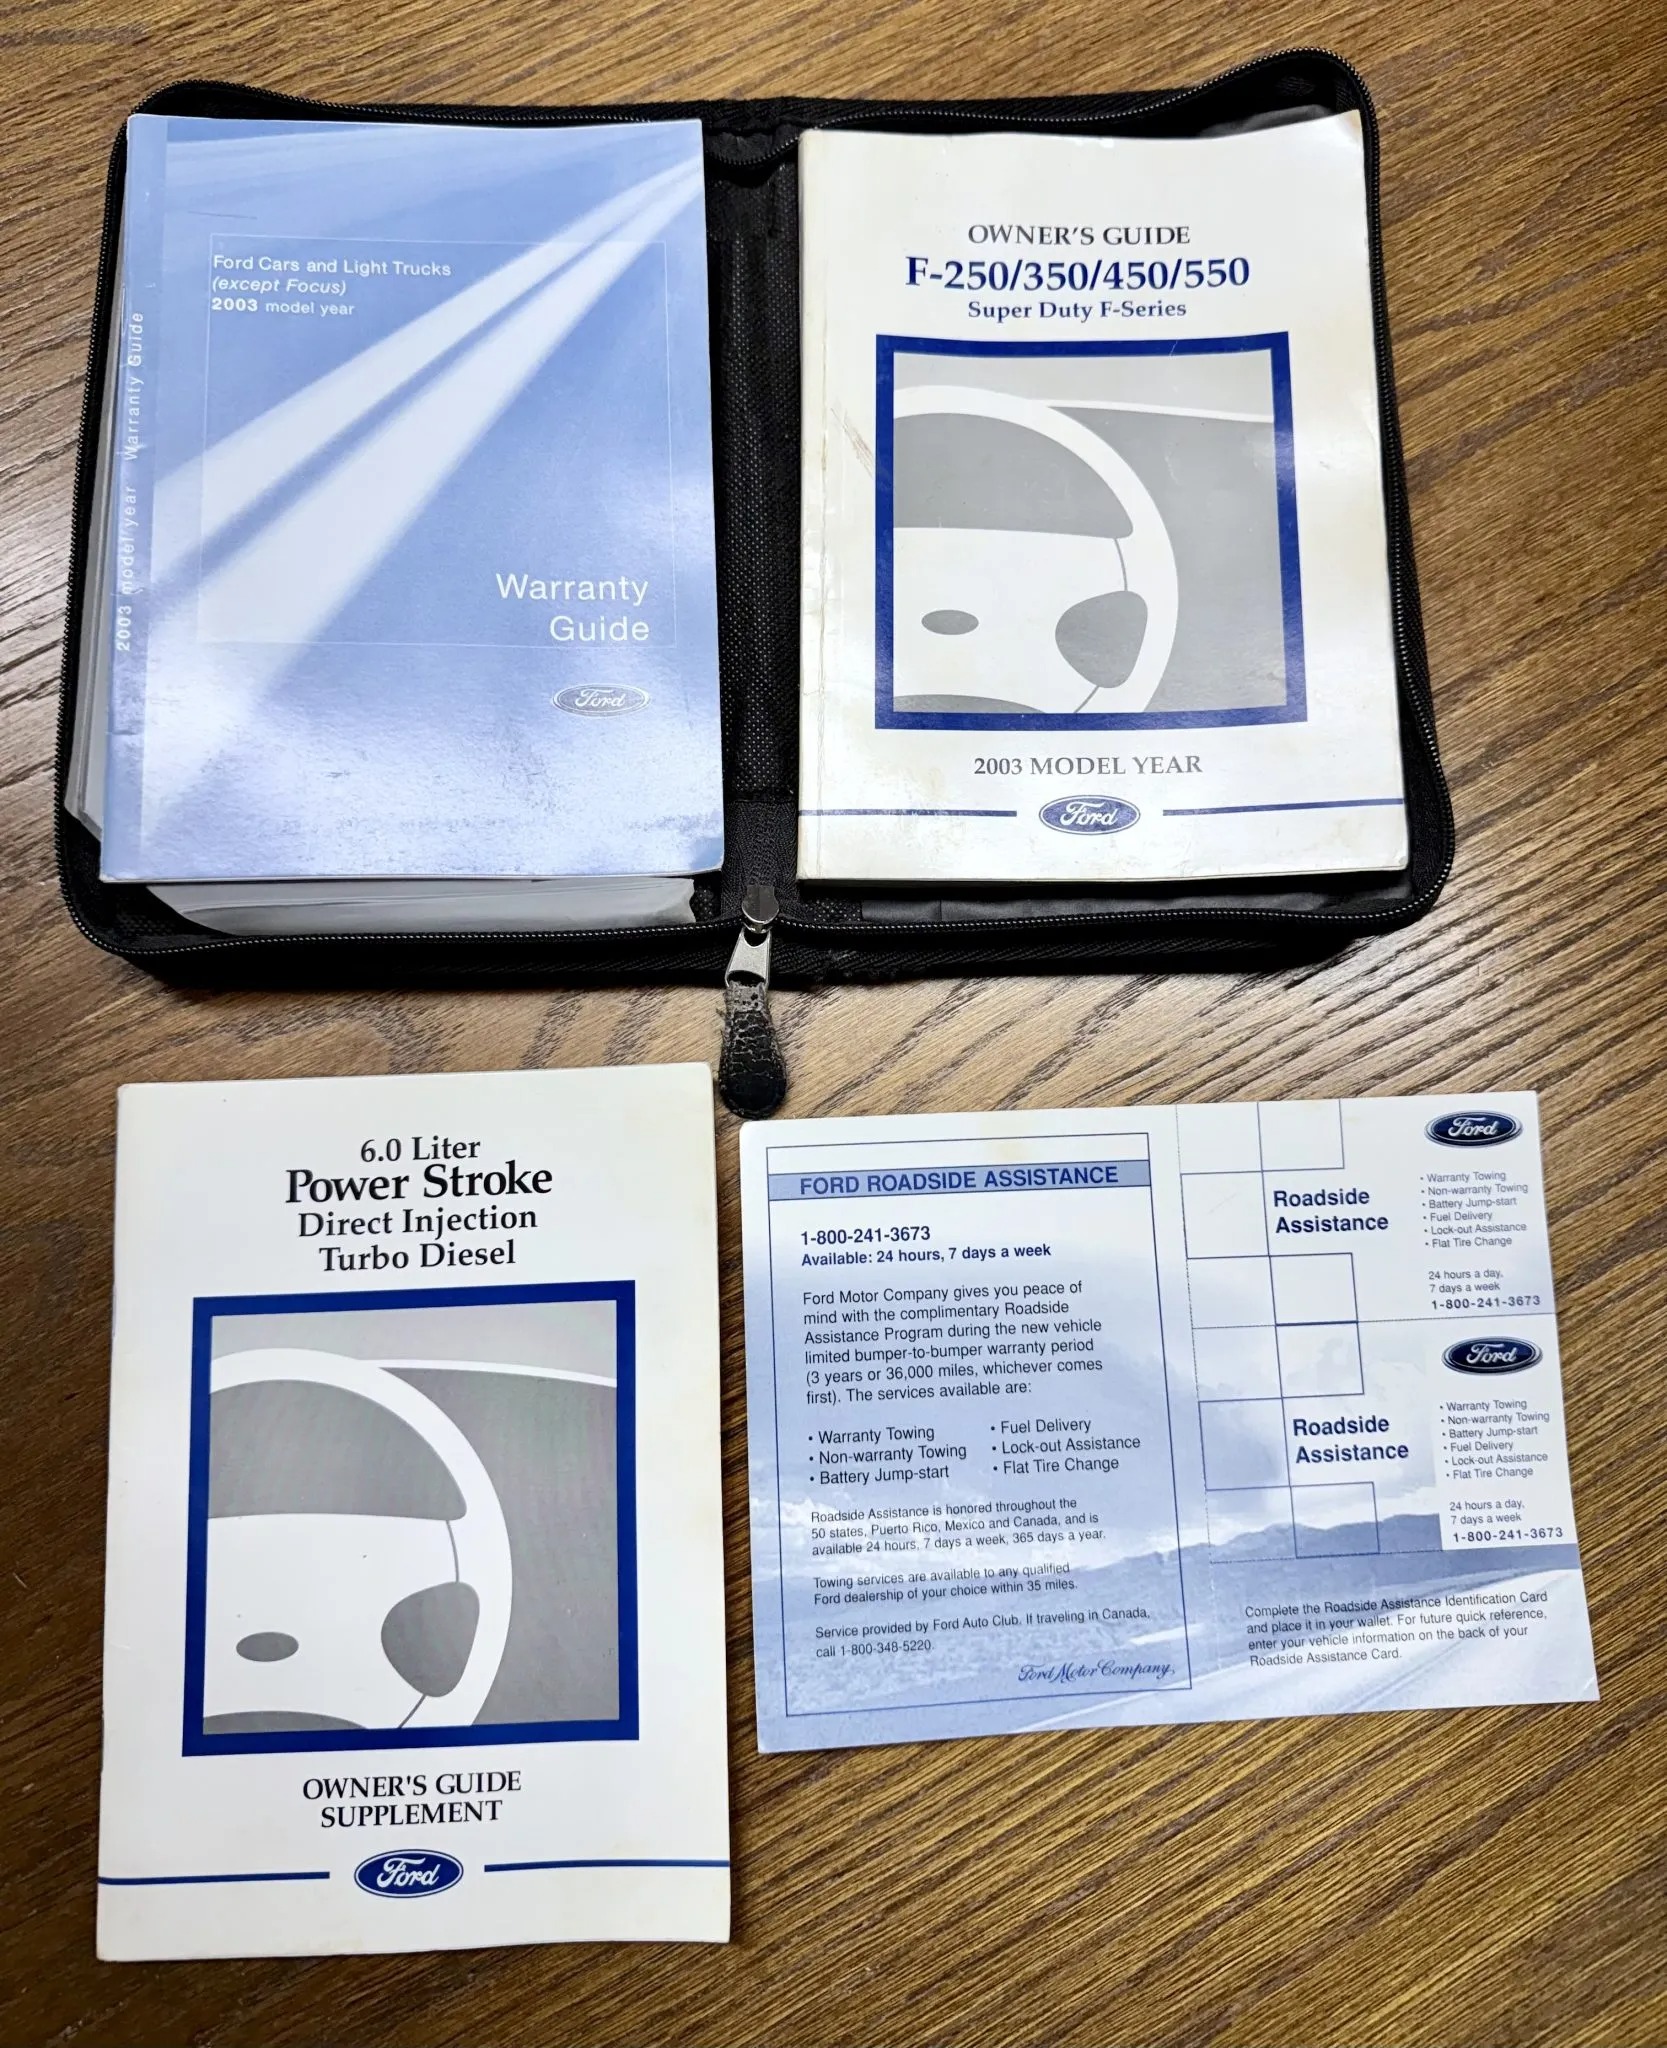 Ford Cars and Light Trucks
(except Focus)
2003 model year
2003 model year Warranty Guide
Warranty
Guide
Ford
OWNER'S GUIDE
F-250/350/450/550
Super Duty F-Series
2003 MODEL YEAR
Ford
6.0 Liter
Power Stroke
Direct Injection
Turbo Diesel
OWNER'S GUIDE
SUPPLEMENT
Ford
FORD ROADSIDE ASSISTANCE
1-800-241-3673
Available: 24 hours, 7 days a week
Ford Motor Company gives you peace of
mind with the complimentary Roadside
Assistance Program during the new vehicle
limited bumper-to-bumper warranty period
(3 years or 36,000 miles, whichever comes
first). The services available are:
• Warranty Towing
• Non-warranty Towing
• Battery Jump-start
• Fuel Delivery
• Lock-out Assistance
• Flat Tire Change
Roadside Assistance is honored throughout the
50 states, Puerto Rico, Mexico and Canada, and is
available 24 hours, 7 days a week, 365 days a year.
Towing services are available to any qualified
Ford dealership of your choice within 35 miles.
Service provided by Ford Auto Club. If traveling in Canada,
call 1-800-348-5220.
Ford Motor Company,
Roadside
Assistance
Ford
• Warranty Towing
• Non-warranty Towing
• Battery Jump-start
• Fuel Delivery
• Lock-out Assistance
• Flat Tire Change
24 hours a day,
7 days a week
1-800-241-3673
Roadside
Assistance
Ford
• Warranty Towing
• Non-warranty Towing
• Battery Jump-start
• Fuel Delivery
• Lock-out Assistance
• Flat Tire Change
24 hours a day,
7 days a week
1-800-241-3673
Complete the Roadside Assistance Identification Card
and place it in your wallet. For future quick reference,
enter your vehicle information on the back of your
Roadside Assistance Card.